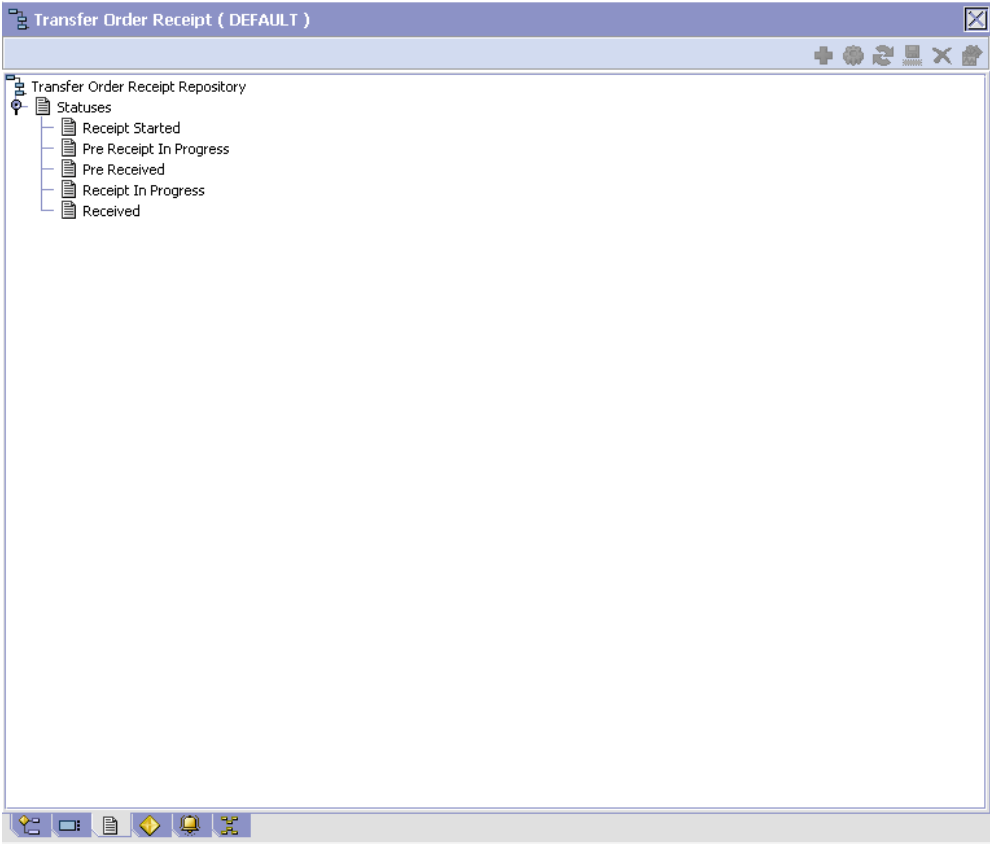 Transfer Order Receipt ( DEFAULT )
Transfer Order Receipt Repository
Statuses
Receipt Started
Pre Receipt In Progress
Pre Received
Receipt In Progress
Received